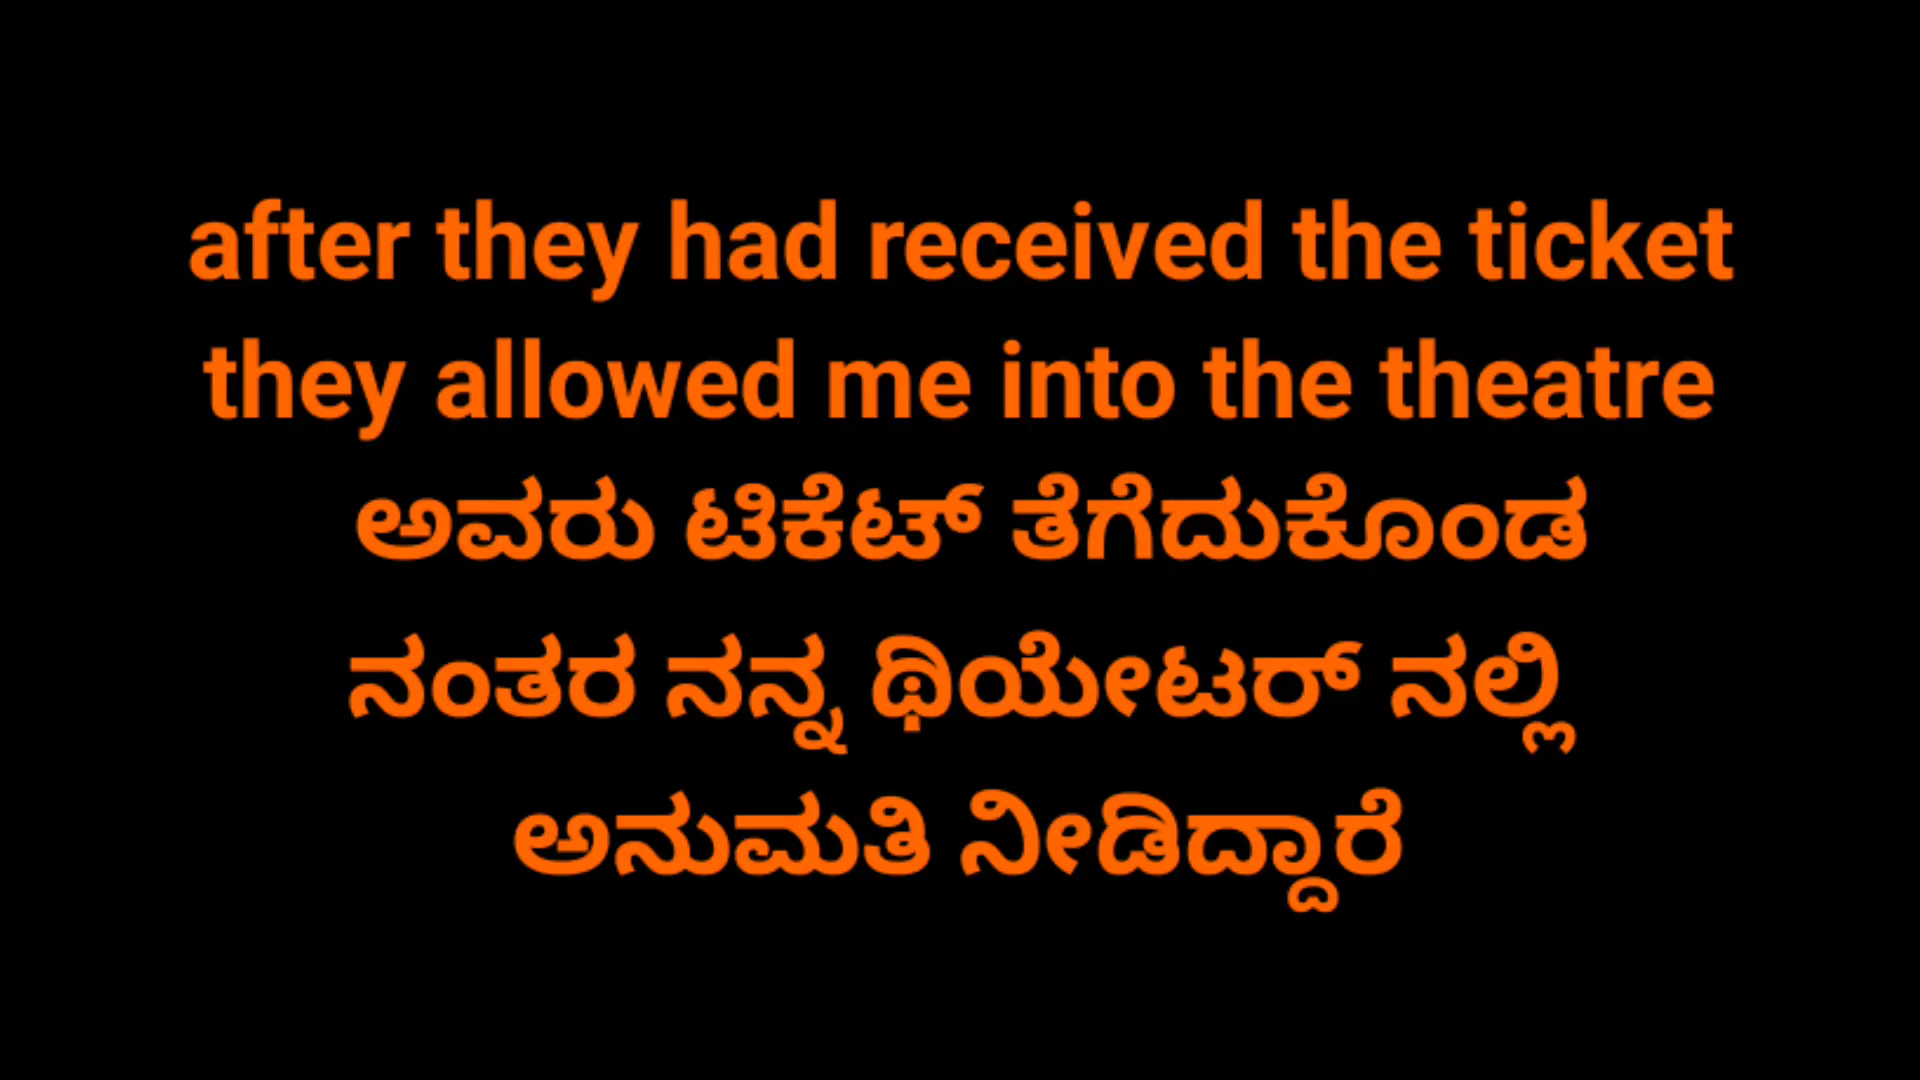 after they had received the ticket
they allowed me into the theatre
ಅವರು ಟಿಕೆಟ್ ತೆಗೆದುಕೊಂಡ
ನಂತರ ನನ್ನ ಥಿಯೇಟರ್ ನಲ್ಲಿ
ಅನುಮತಿ ನೀಡಿದ್ದಾರೆ